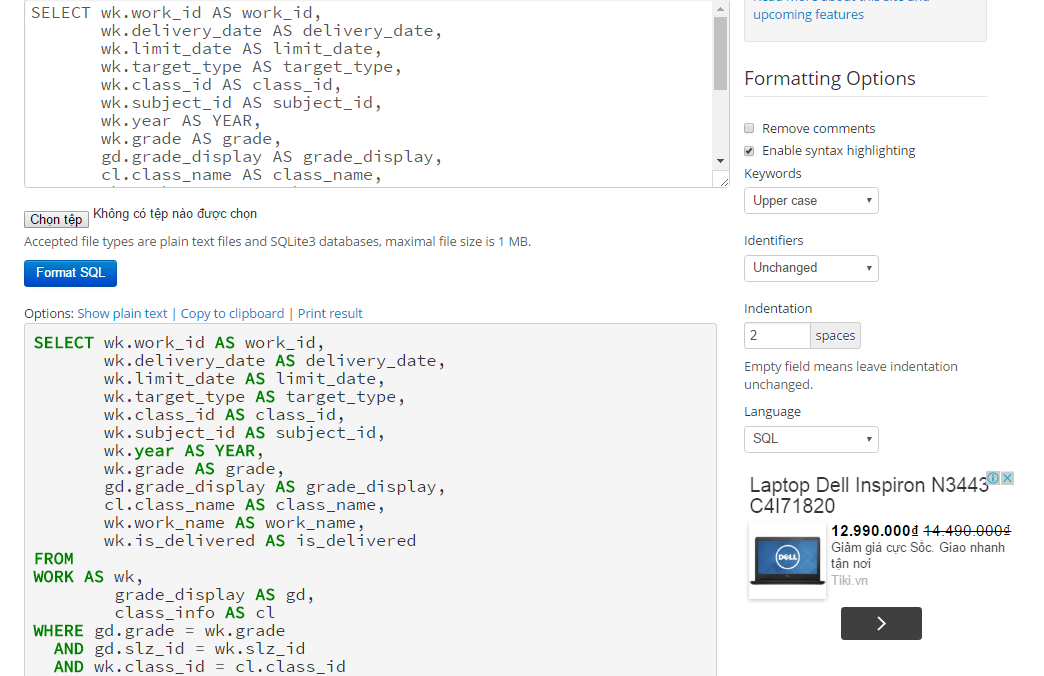 SELECT wk.work_id AS work_id,
wk.delivery_date AS delivery_date,
wk.limit_date AS limit_date,
wk.target_type AS target_type,
wk.class_id AS class_id,
wk.subject_id AS subject_id,
wk.year AS YEAR,
wk.grade AS grade,
gd.grade_display AS grade_display,
cl.class_name AS class_name,
Chọn tệp Không có tệp nào được chọn
Accepted file types are plain text files and SQLite3 databases, maximal file size is 1 MB.
Format SQL
Options: Show plain text | Copy to clipboard | Print result
SELECT wk.work_id AS work_id,
wk.delivery_date AS delivery_date,
wk.limit_date AS limit_date,
wk.target_type AS target_type,
wk.class_id AS class_id,
wk.subject_id AS subject_id,
wk.year AS YEAR,
wk.grade AS grade,
gd.grade_display AS grade_display,
cl.class_name AS class_name,
wk.work_name AS work_name,
wk.is_delivered AS is_delivered
FROM
WORK AS wk,
grade_display AS gd,
class_info AS cl
WHERE gd.grade = wk.grade
AND gd.slz_id = wk.slz_id
AND wk.class_id = cl.class_id
upcoming features
Formatting Options
Remove comments
Enable syntax highlighting
Keywords
Upper case
Identifiers
Unchanged
Indentation
2 spaces
Empty field means leave indentation
unchanged.
Language
SQL
Laptop Dell Inspiron N3443
C4I71820
12.990.000₫ 14.490.000₫
Giảm giá cực Sốc. Giao nhanh
tận nơi
Tiki.vn
DELL